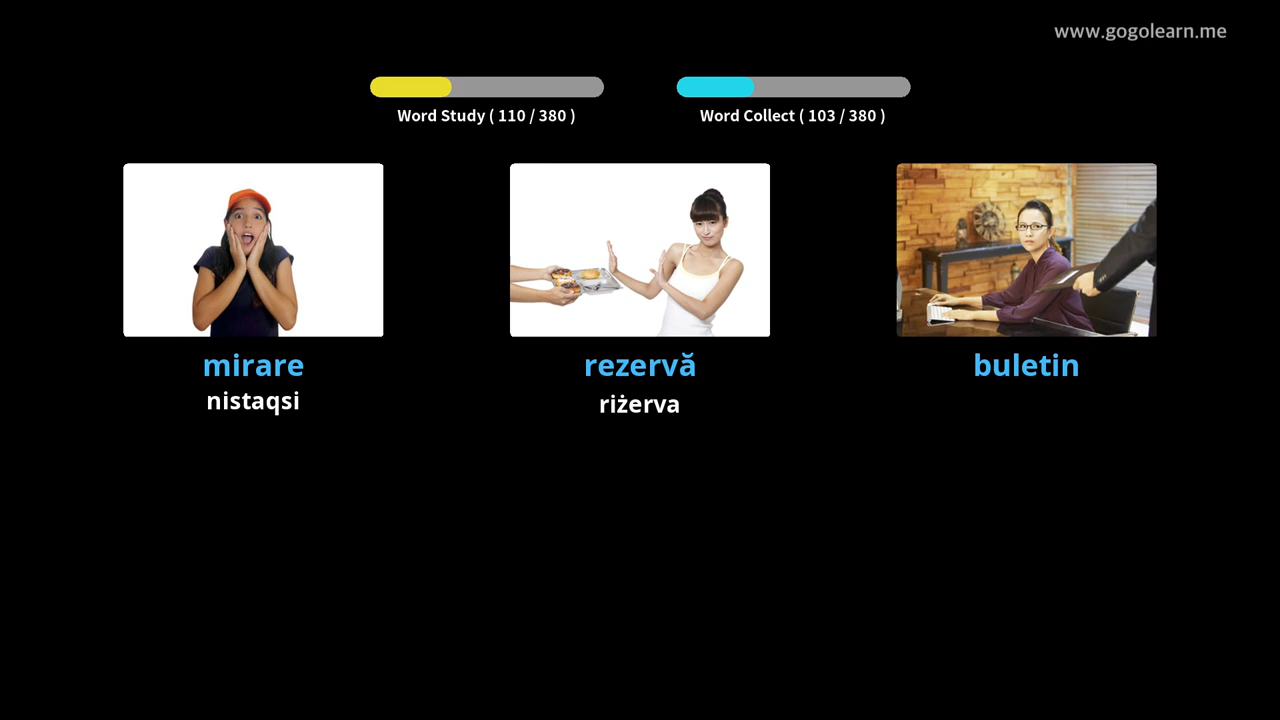 www.gogolearn.me
Word Study ( 110 / 380 )
Word Collect ( 103 / 380 )
mirare
rezervă
buletin
nistaqsi
riżerva